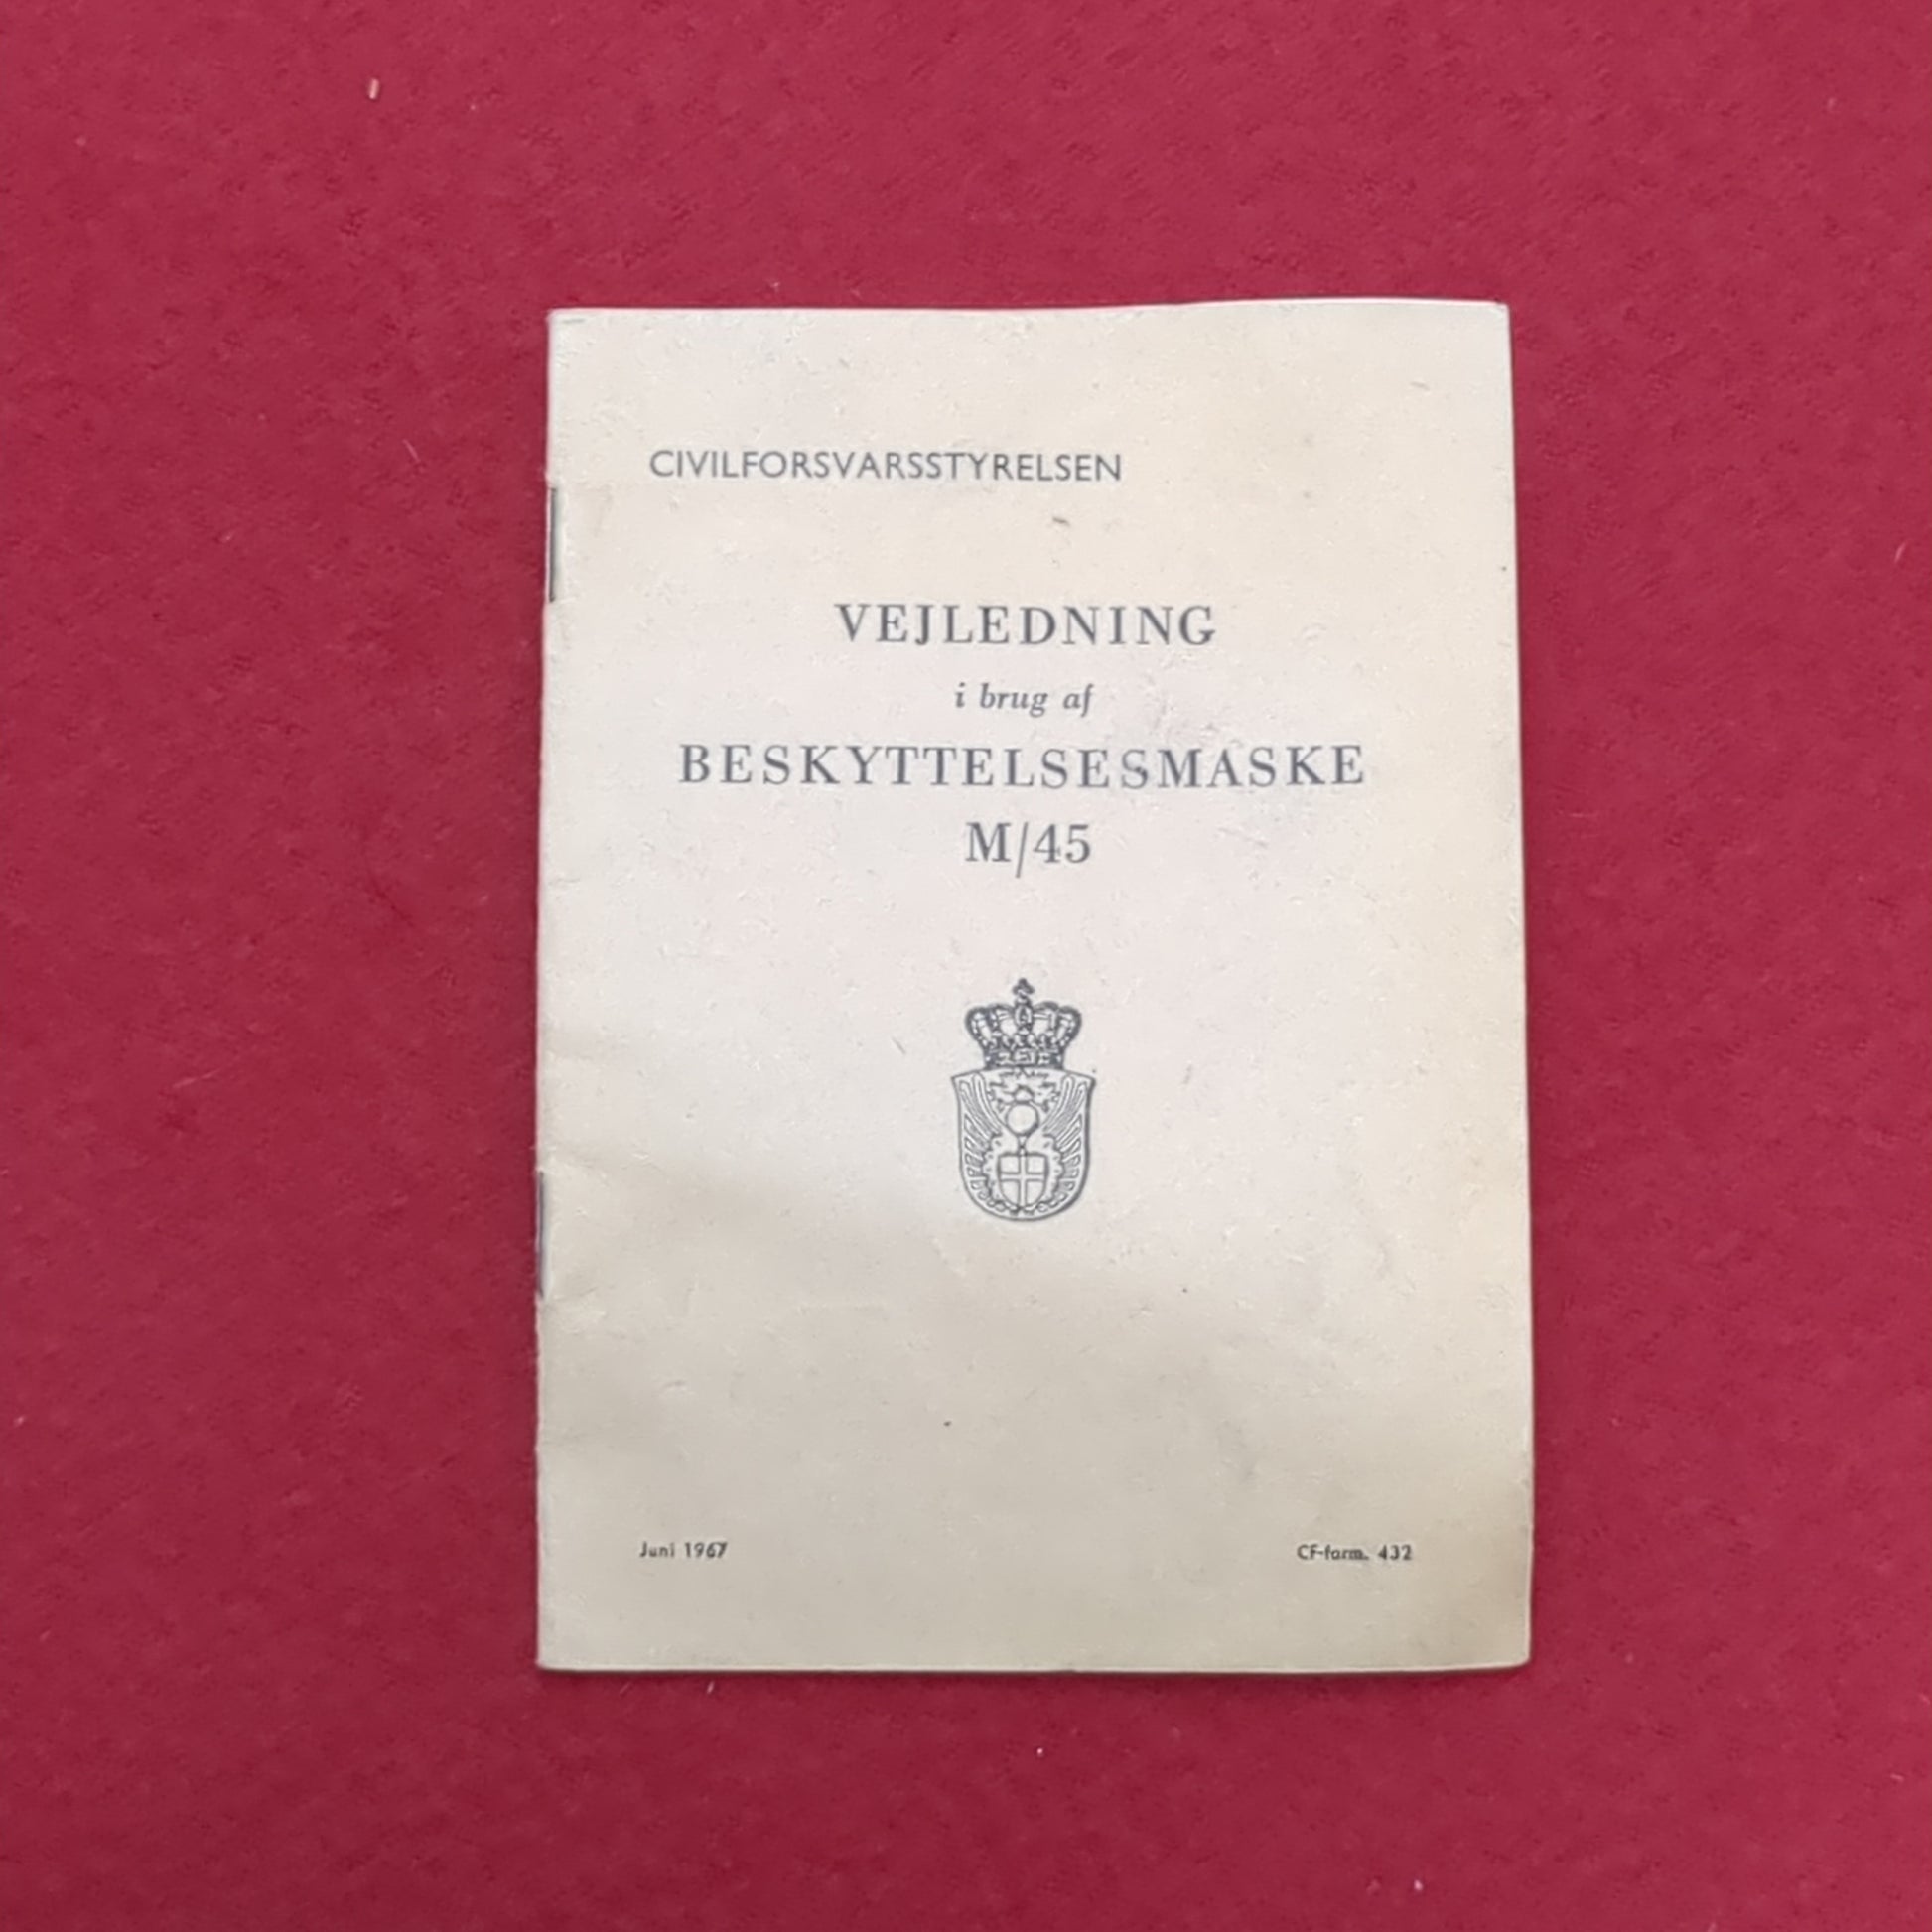 CIVILFORSVARSSTYRELSEN
VEJLEDNING
i brug af
BESKYTTELSESMASKE
M/45
Juni 1967
CF-form. 432